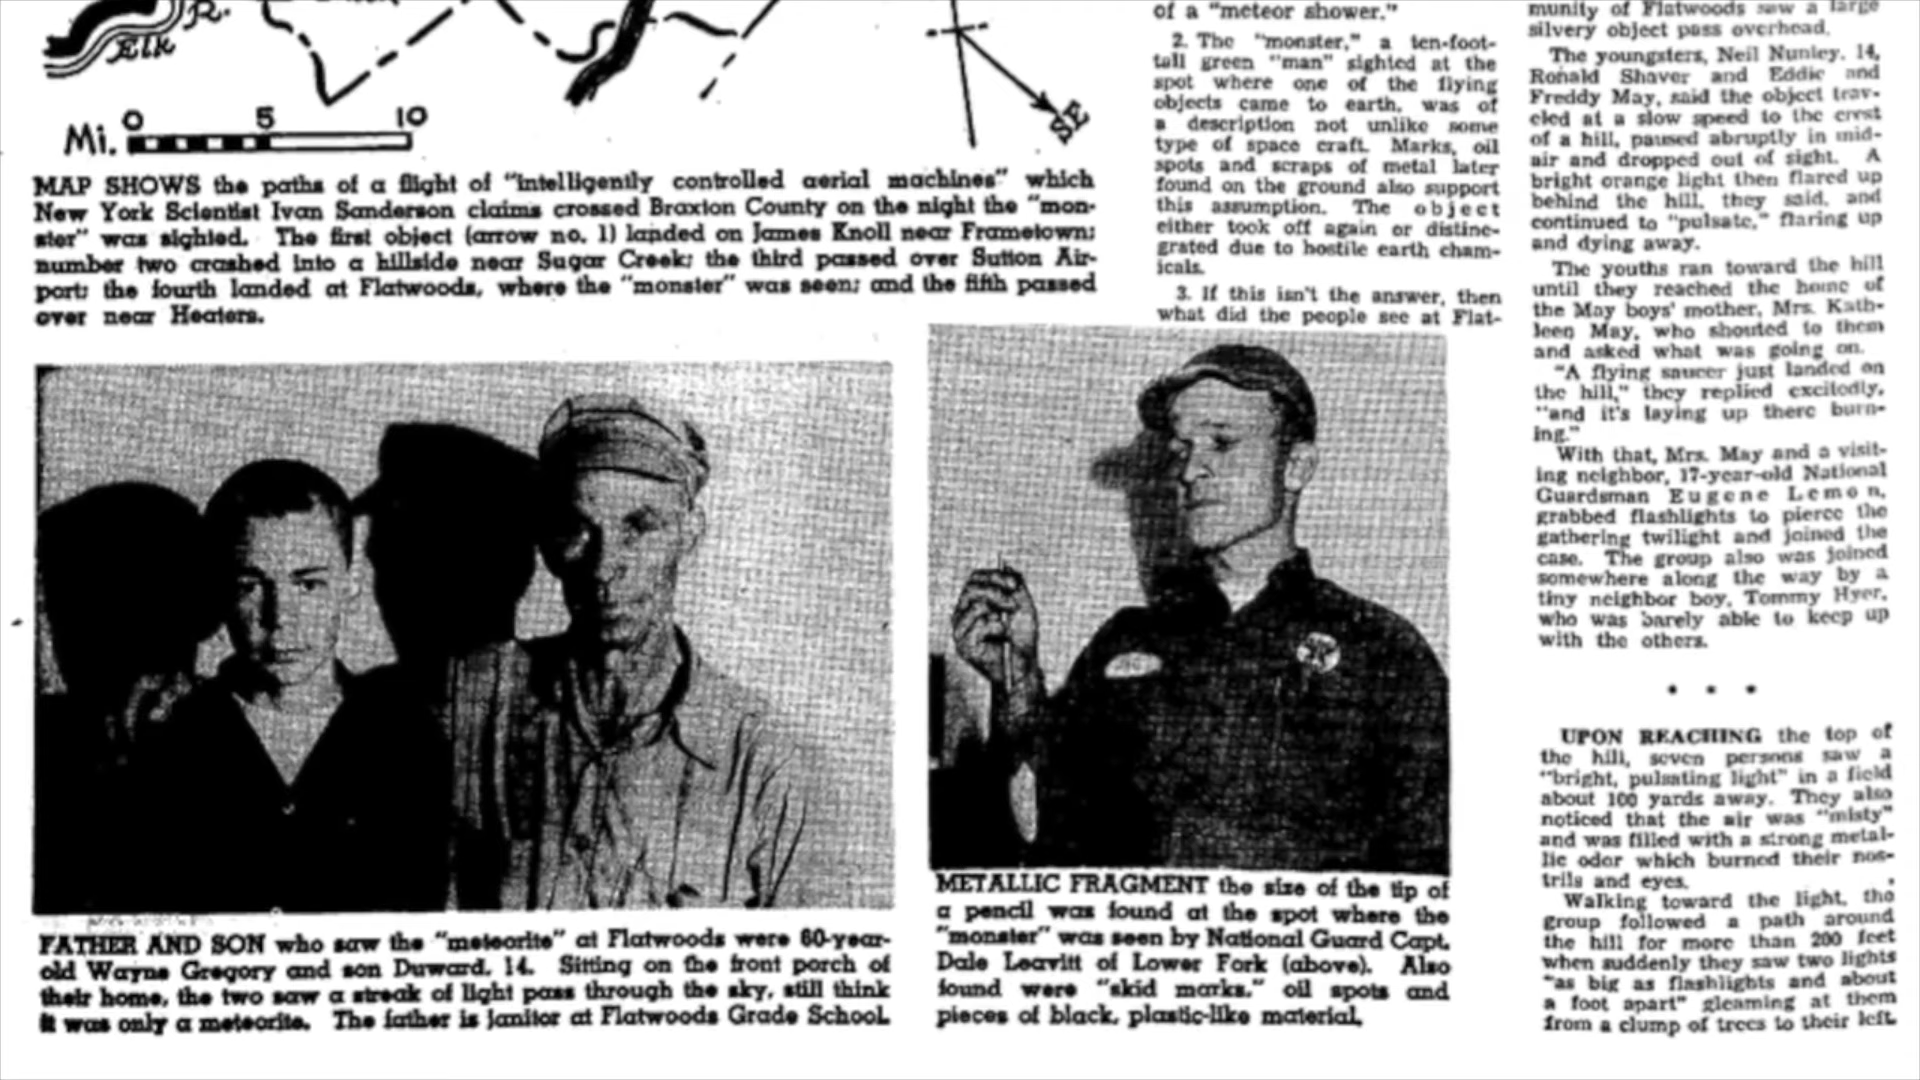 R.
Elk
Mi. 0 5 10
SE
MAP SHOWS the paths of a flight of "intelligently controlled aerial machines" which
New York Scientist Ivan Sanderson claims crossed Braxton County on the night the "mon-
ster" was sighted. The first object (arrow no. 1) landed on James Knoll near Frametown;
number two crashed into a hillside near Sugar Creek; the third passed over Sutton Air-
port; the fourth landed at Flatwoods, where the "monster" was seen; and the fifth passed
over near Heaters.
FATHER AND SON who saw the "meteorite" at Flatwoods were 60-year-
old Wayne Gregory and son Duward, 14. Sitting on the front porch of
their home, the two saw a streak of light pass through the sky, still think
it was only a meteorite. The father is janitor at Flatwoods Grade School.
of a "meteor shower."
2. The "monster," a ten-foot-
tall green "man" sighted at the
spot where one of the flying
objects came to earth, was of
a description not unlike some
type of space craft. Marks, oil
spots and scraps of metal later
found on the ground also support
this assumption. The object
either took off again or distinc-
grated due to hostile earth cham-
icals.
3. If this isn't the answer, then
what did the people see at Flat-
METALLIC FRAGMENT the size of the tip of
a pencil was found at the spot where the
"monster" was seen by National Guard Capt.
Dale Leavitt of Lower Fork (above). Also
found were "skid marks," oil spots and
pieces of black, plastic-like material.
munity of Flatwoods saw a large
silvery object pass overhead.
The youngsters, Neil Nunley, 14,
Ronald Shaver and Eddie and
Freddy May, said the object trav-
eled at a slow speed to the crest
of a hill, paused abruptly in mid-
air and dropped out of sight. A
bright orange light then flared up
behind the hill, they said, and
continued to "pulsate," flaring up
and dying away.
The youths ran toward the hill
until they reached the home of
the May boys' mother, Mrs. Kath-
leen May, who shouted to them
and asked what was going on.
"A flying saucer just landed on
the hill," they replied excitedly,
"and it's laying up there burn-
ing."
With that, Mrs. May and a visit-
ing neighbor, 17-year-old National
Guardsman Eugene Lemon,
grabbed flashlights to pierce the
gathering twilight and joined the
case. The group also was joined
somewhere along the way by a
tiny neighbor boy, Tommy Hyer,
who was barely able to keep up
with the others.
UPON REACHING the top of
the hill, seven persons saw a
"bright, pulsating light" in a field
about 100 yards away. They also
noticed that the air was "misty"
and was filled with a strong metal-
lic odor which burned their nos-
trils and eyes.
Walking toward the light, the
group followed a path around
the hill for more than 200 feet
when suddenly they saw two lights
"as big as flashlights and about
a foot apart" gleaming at them
from a clump of trees to their left.